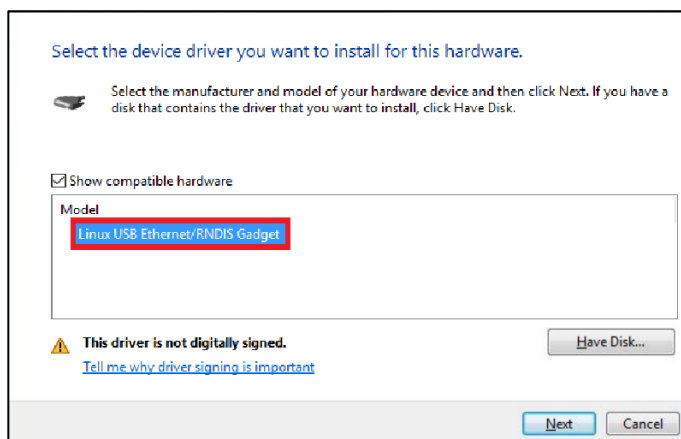 Select the device driver you want to install for this hardware.
Select the manufacturer and model of your hardware device and then click Next. If you have a
disk that contains the driver that you want to install, click Have Disk.
Show compatible hardware
Model
Linux USB Ethernet/RNDIS Gadget
This driver is not digitally signed.
Have Disk...
Tell me why driver signing is important
Next
Cancel